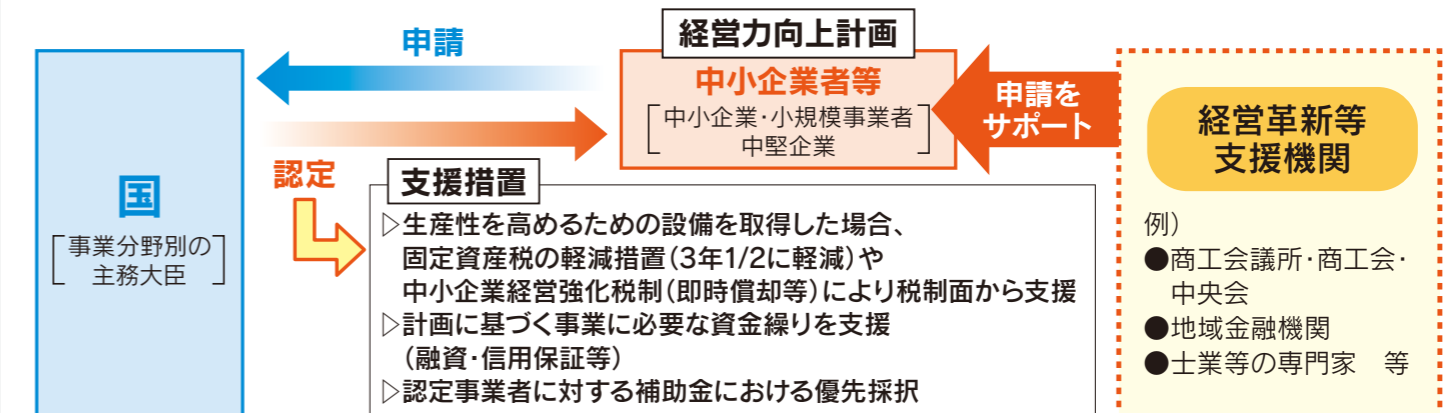 経営力向上計画
申請
中小企業者等
中小企業・小規模事業者
中堅企業
申請を
サポート
経営革新等
支援機関
認定
国
事業分野別の
主務大臣
支援措置
▷生産性を高めるための設備を取得した場合、
固定資産税の軽減措置(3年1/2に軽減)や
中小企業経営強化税制(即時償却等)により税制面から支援
▷計画に基づく事業に必要な資金繰りを支援
(融資・信用保証等)
▷認定事業者に対する補助金における優先採択
例)
●商工会議所・商工会・
中央会
●地域金融機関
●士業等の専門家　等